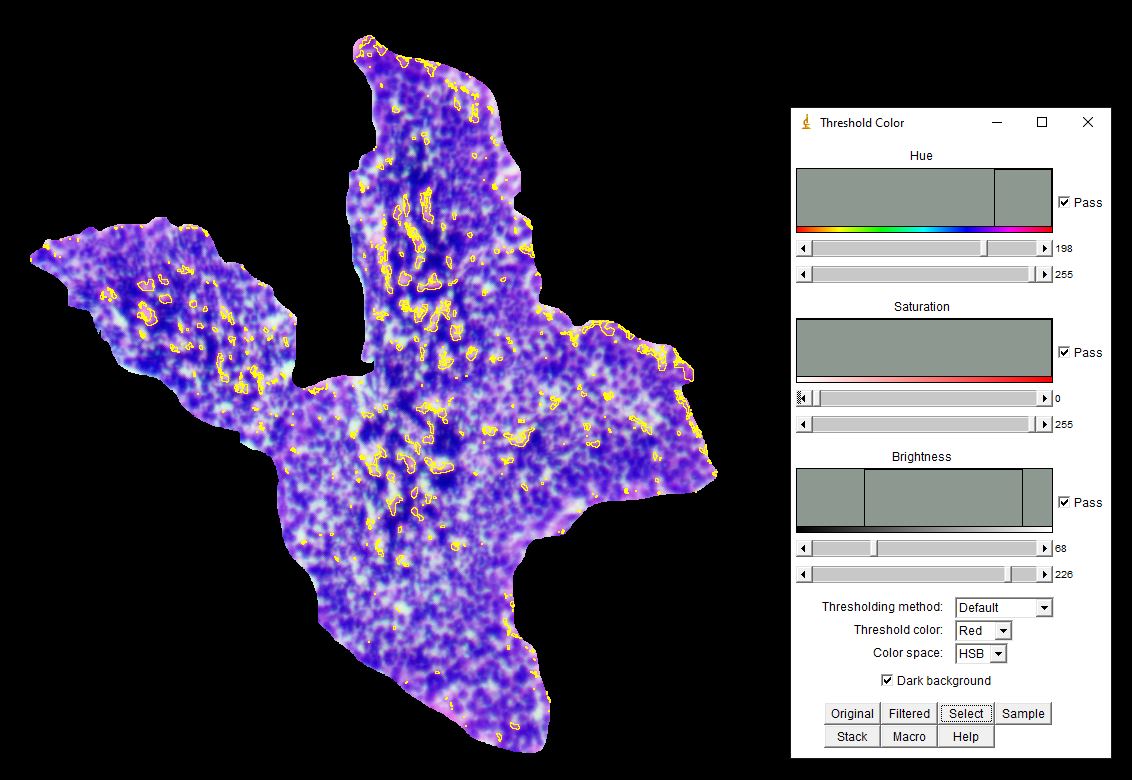 Threshold Color
Hue
Pass
198
255
Saturation
Pass
0
255
Brightness
Pass
68
226
Thresholding method: Default
Threshold color: Red
Color space: HSB
Dark background
Original Filtered Select Sample
Stack Macro Help